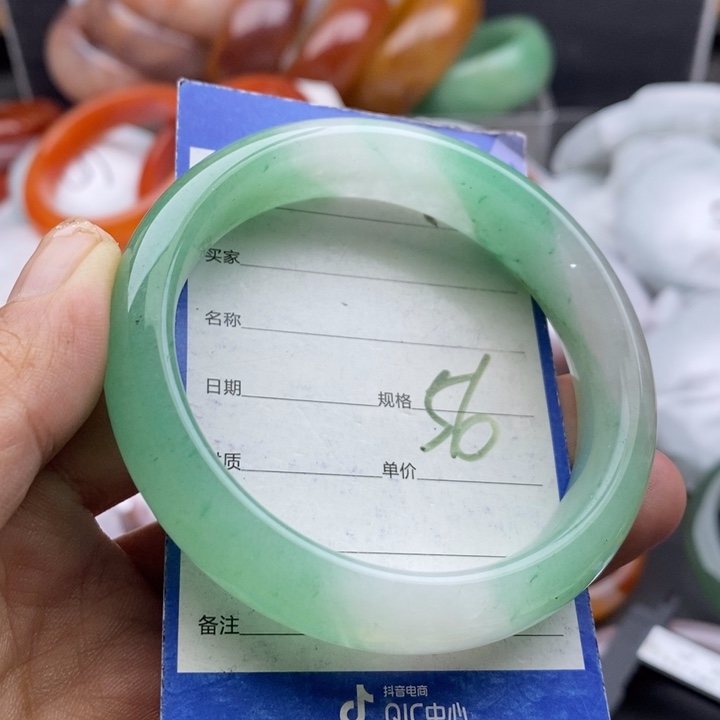 买家
名称
日期 规格 56
质 单价
备注
抖音电商
QIC中心